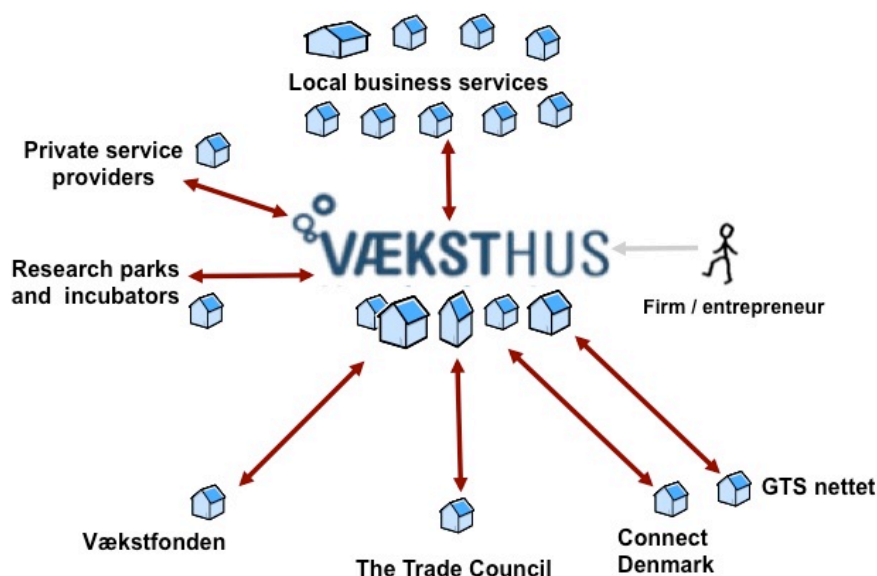 Local business services
Private service
providers
VÆKSTHUS
Research parks
and incubators
Firm / entrepreneur
GTS nettet
Vækstfonden
Connect
Denmark
The Trade Council